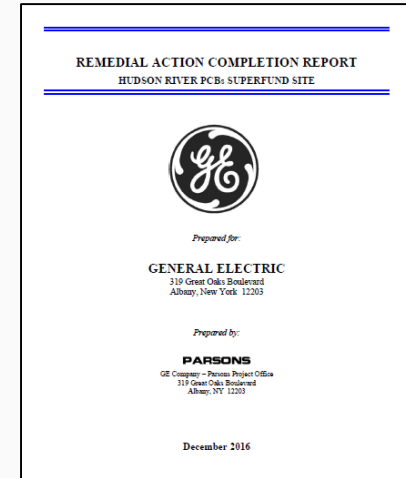 REMEDIAL ACTION COMPLETION REPORT
HUDSON RIVER PCBs SUPERFUND SITE
GE
Prepared for:
GENERAL ELECTRIC
319 Great Oaks Boulevard
Albany, New York 12203
Prepared by:
PARSONS
GE Company – Parsons Project Office
319 Great Oaks Boulevard
Albany, NY 12203
December 2016